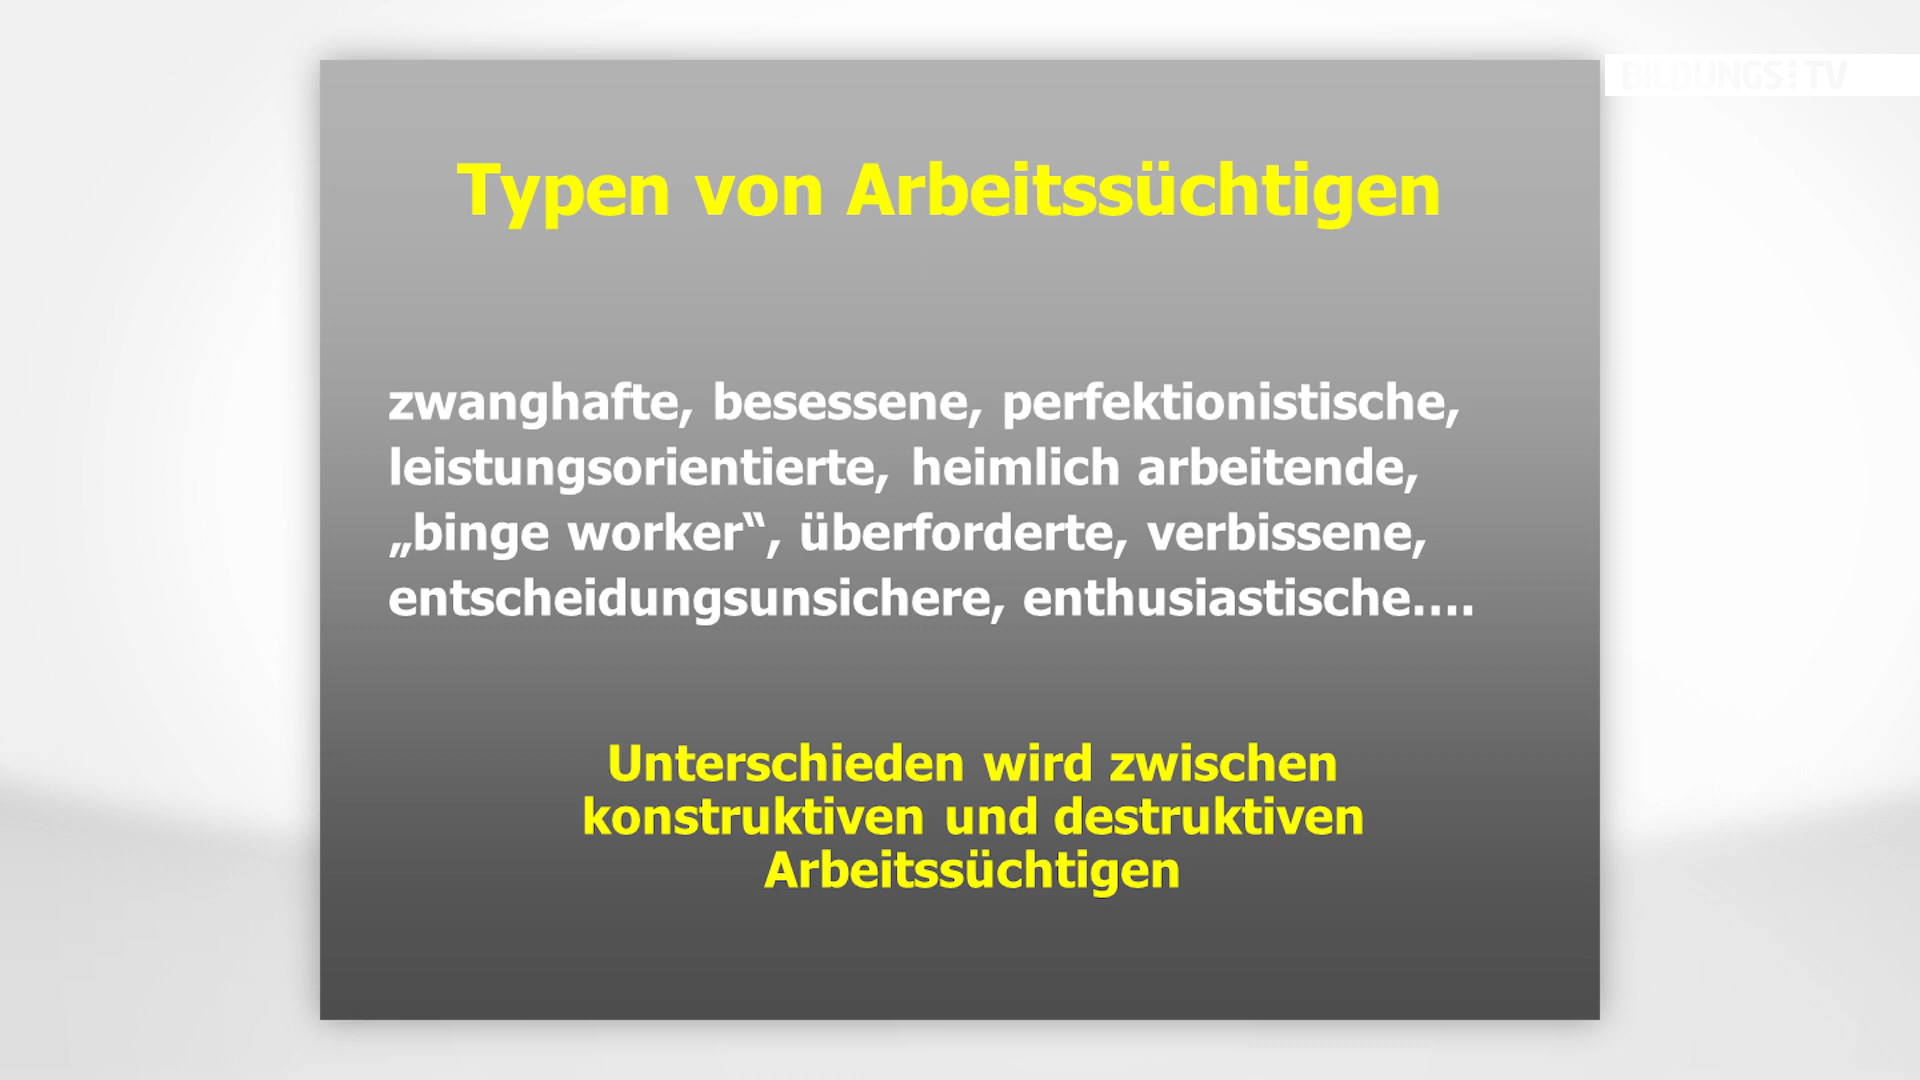 BILDUNGS TV
Typen von Arbeitssüchtigen
zwanghafte, besessene, perfektionistische,
leistungsorientierte, heimlich arbeitende,
„binge worker“, überforderte, verbissene,
entscheidungsunsichere, enthusiastische....
Unterschieden wird zwischen
konstruktiven und destruktiven
Arbeitssüchtigen